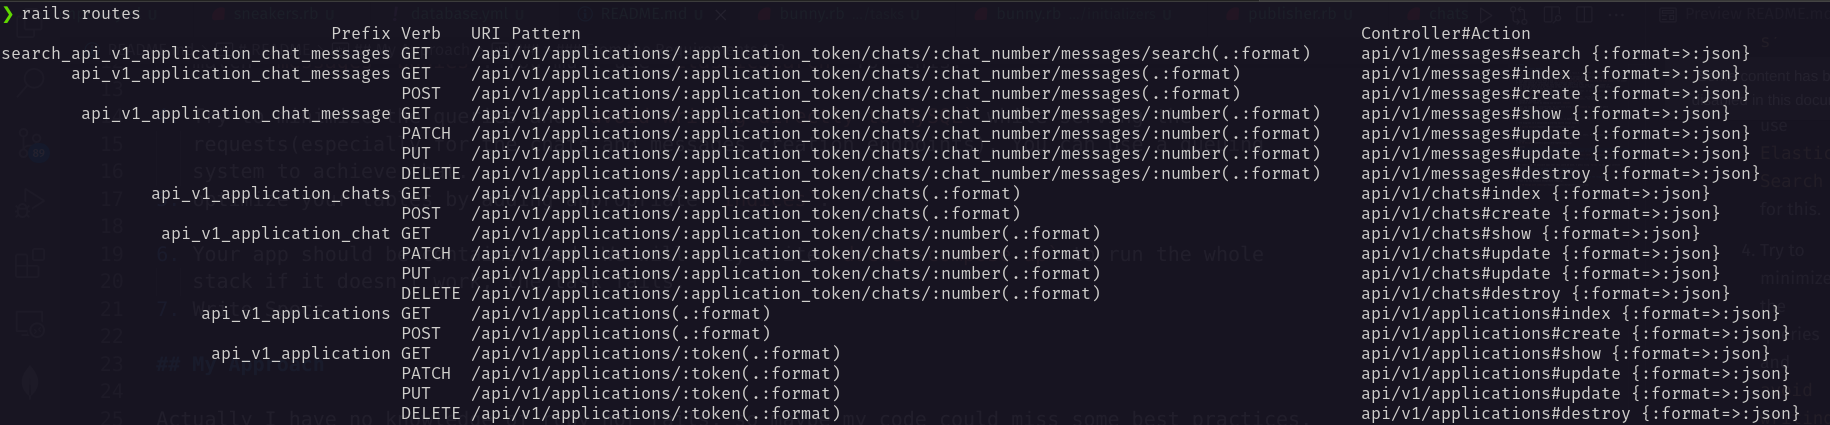 ❯ rails routes
Prefix Verb URI Pattern Controller#Action
search_api_v1_application_chat_messages GET /api/v1/applications/:application_token/chats/:chat_number/messages/search(.:format) api/v1/messages#search {:format=>:json}
api_v1_application_chat_messages GET /api/v1/applications/:application_token/chats/:chat_number/messages(.:format) api/v1/messages#index {:format=>:json}
POST /api/v1/applications/:application_token/chats/:chat_number/messages(.:format) api/v1/messages#create {:format=>:json}
api_v1_application_chat_message GET /api/v1/applications/:application_token/chats/:chat_number/messages/:number(.:format) api/v1/messages#show {:format=>:json}
PATCH /api/v1/applications/:application_token/chats/:chat_number/messages/:number(.:format) api/v1/messages#update {:format=>:json}
PUT /api/v1/applications/:application_token/chats/:chat_number/messages/:number(.:format) api/v1/messages#update {:format=>:json}
DELETE /api/v1/applications/:application_token/chats/:chat_number/messages/:number(.:format) api/v1/messages#destroy {:format=>:json}
api_v1_application_chats GET /api/v1/applications/:application_token/chats(.:format) api/v1/chats#index {:format=>:json}
POST /api/v1/applications/:application_token/chats(.:format) api/v1/chats#create {:format=>:json}
api_v1_application_chat GET /api/v1/applications/:application_token/chats/:number(.:format) api/v1/chats#show {:format=>:json}
PATCH /api/v1/applications/:application_token/chats/:number(.:format) api/v1/chats#update {:format=>:json}
PUT /api/v1/applications/:application_token/chats/:number(.:format) api/v1/chats#update {:format=>:json}
DELETE /api/v1/applications/:application_token/chats/:number(.:format) api/v1/chats#destroy {:format=>:json}
api_v1_applications GET /api/v1/applications(.:format) api/v1/applications#index {:format=>:json}
POST /api/v1/applications(.:format) api/v1/applications#create {:format=>:json}
api_v1_application GET /api/v1/applications/:token(.:format) api/v1/applications#show {:format=>:json}
PATCH /api/v1/applications/:token(.:format) api/v1/applications#update {:format=>:json}
PUT /api/v1/applications/:token(.:format) api/v1/applications#update {:format=>:json}
DELETE /api/v1/applications/:token(.:format) api/v1/applications#destroy {:format=>:json}